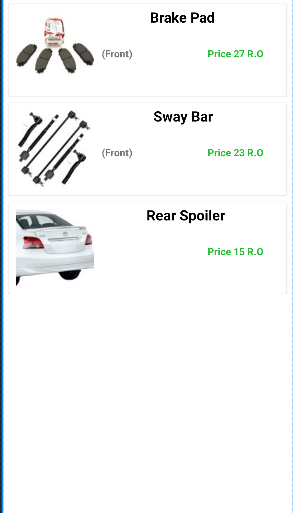 Brake Pad
(Front) Price 27 R.O
Sway Bar
(Front) Price 23 R.O
Rear Spoiler
Price 15 R.O